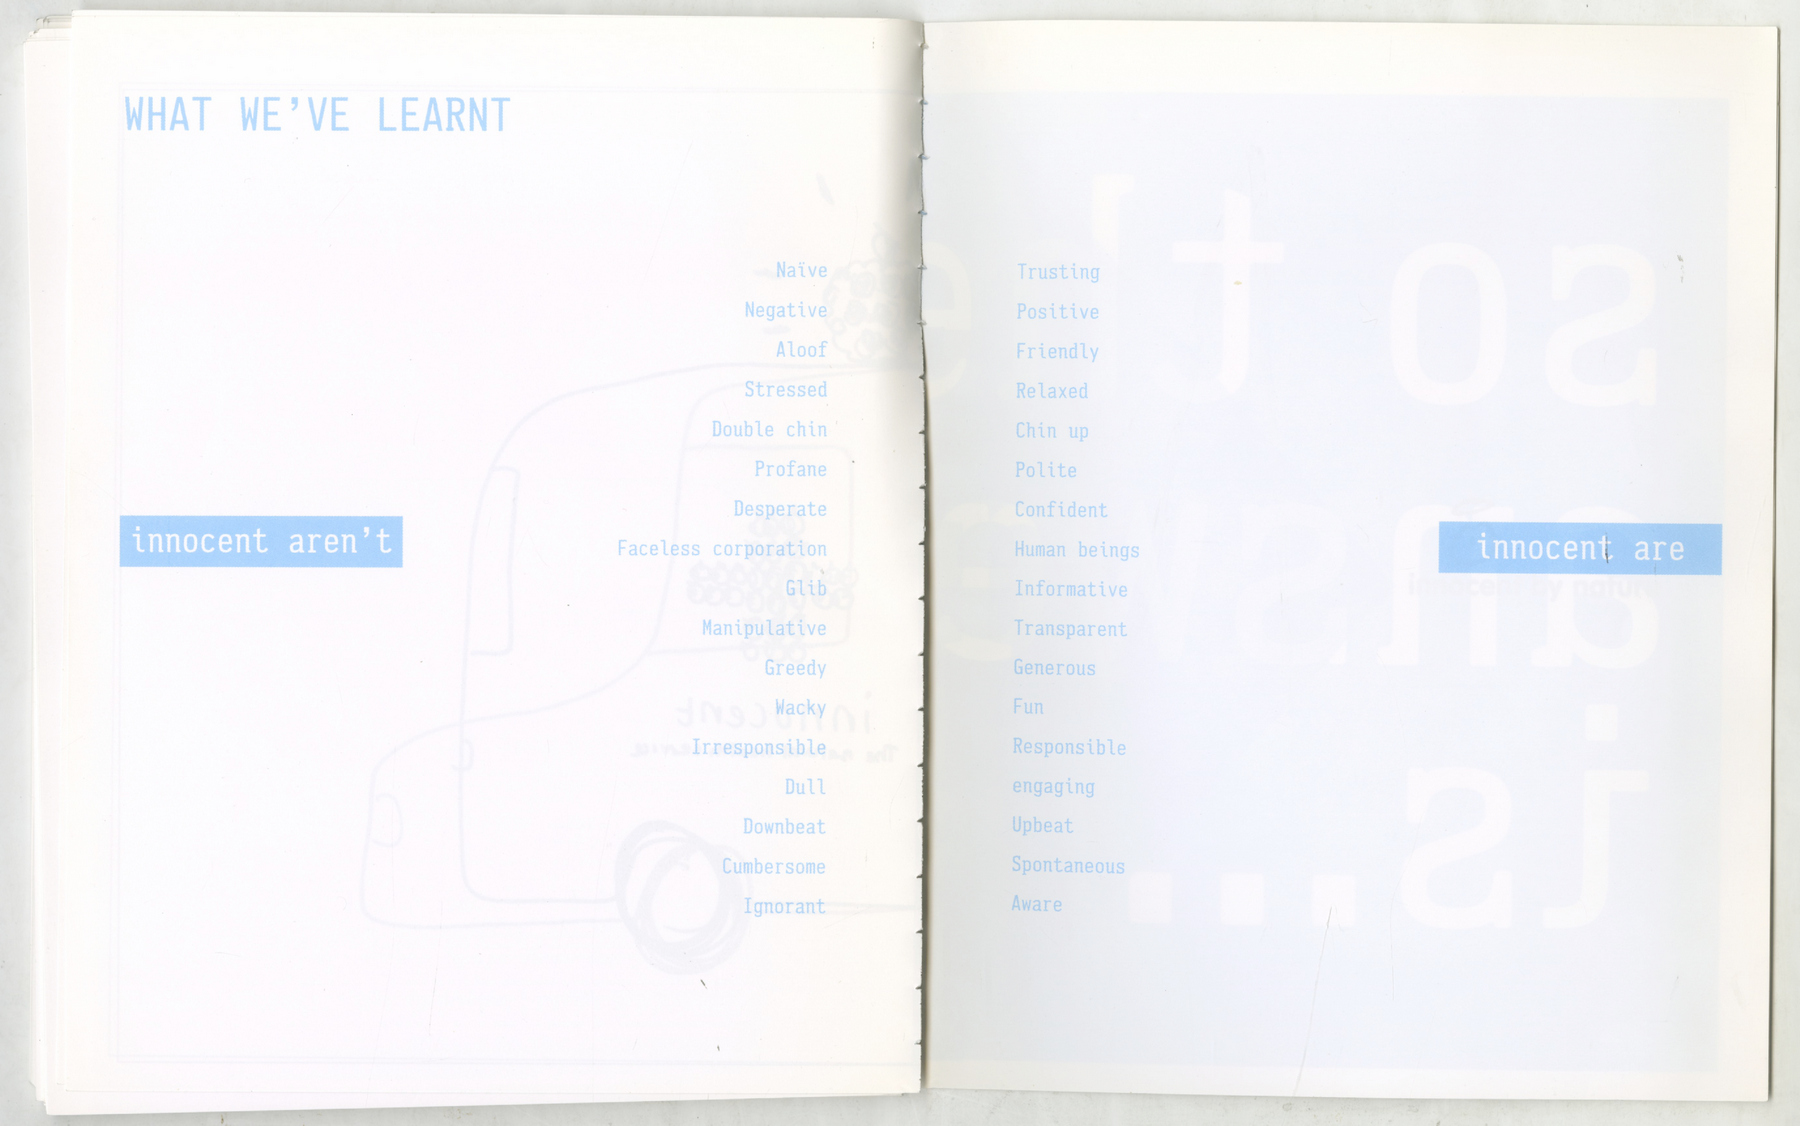 WHAT WE'VE LEARNT
innocent aren't
Naïve
Negative
Aloof
Stressed
Double chin
Profane
Desperate
Faceless corporation
Glib
Manipulative
Greedy
Wacky
Irresponsible
Dull
Downbeat
Cumbersome
Ignorant
Trusting
Positive
Friendly
Relaxed
Chin up
Polite
Confident
Human beings
Informative
Transparent
Generous
Fun
Responsible
engaging
Upbeat
Spontaneous
Aware
innocent are